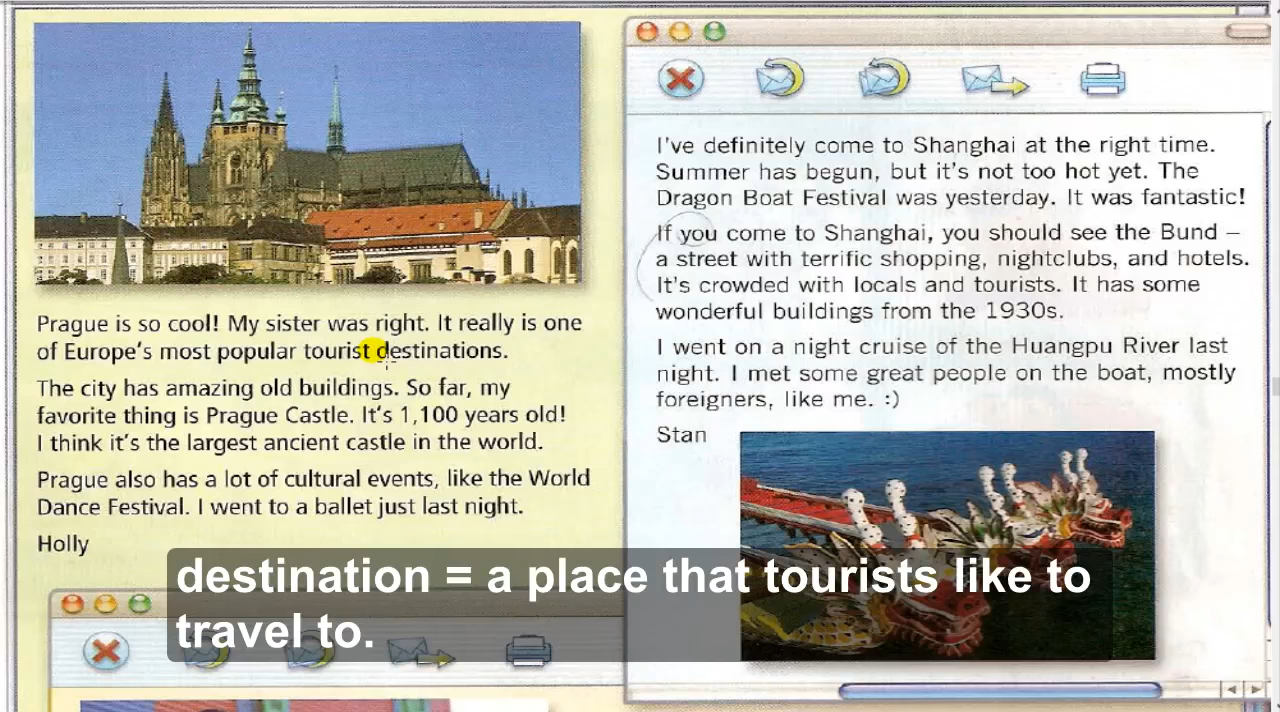 Prague is so cool! My sister was right. It really is one
of Europe's most popular tourist destinations.
The city has amazing old buildings. So far, my
favorite thing is Prague Castle. It's 1,100 years old!
I think it's the largest ancient castle in the world.
Prague also has a lot of cultural events, like the World
Dance Festival. I went to a ballet just last night.
Holly
I've definitely come to Shanghai at the right time.
Summer has begun, but it's not too hot yet. The
Dragon Boat Festival was yesterday. It was fantastic!
If you come to Shanghai, you should see the Bund –
a street with terrific shopping, nightclubs, and hotels.
It's crowded with locals and tourists. It has some
wonderful buildings from the 1930s.
I went on a night cruise of the Huangpu River last
night. I met some great people on the boat, mostly
foreigners, like me. :)
Stan
destination = a place that tourists like to
travel to.